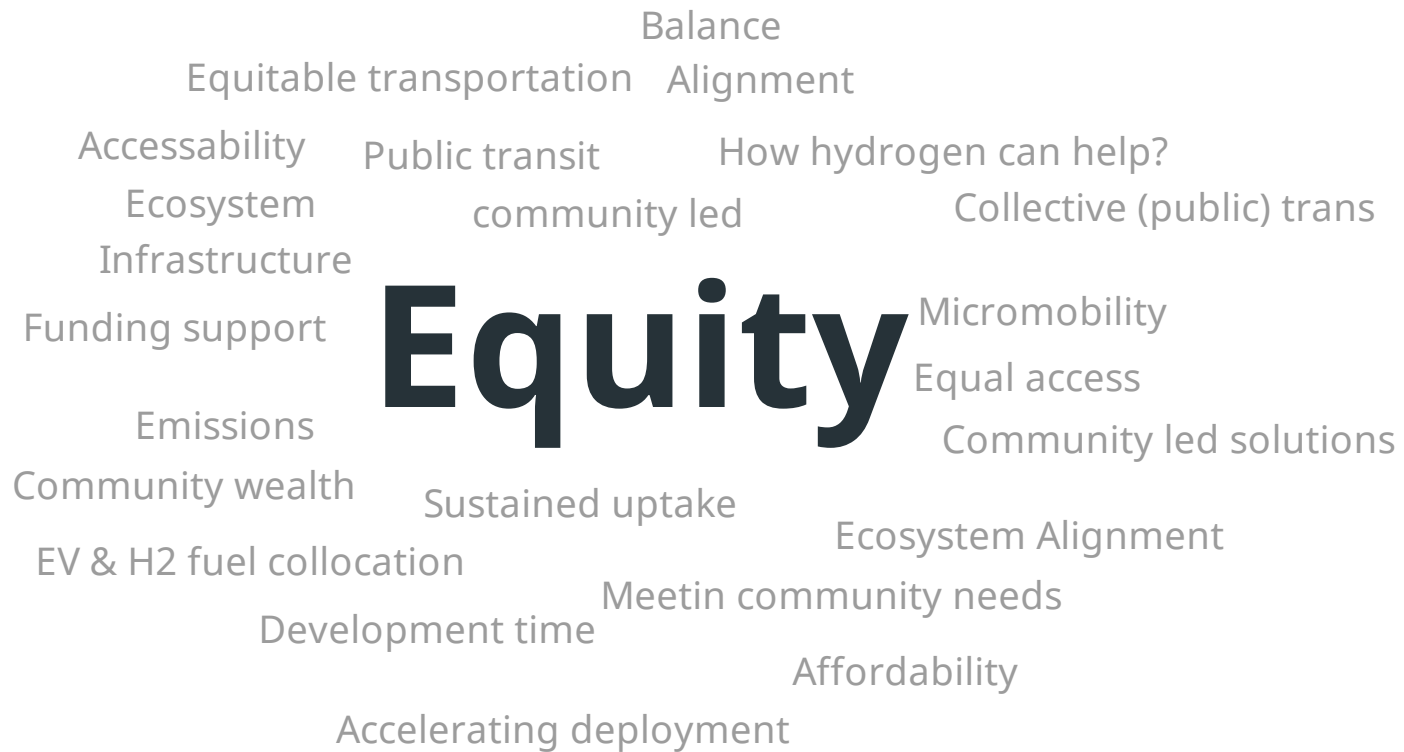 Balance
Equitable transportation
Alignment
Accessability
Public transit
How hydrogen can help?
Ecosystem
community led
Collective (public) trans
Infrastructure
Equity
Micromobility
Funding support
Equal access
Emissions
Community led solutions
Community wealth
Sustained uptake
Ecosystem Alignment
EV & H2 fuel collocation
Meetin community needs
Development time
Affordability
Accelerating deployment